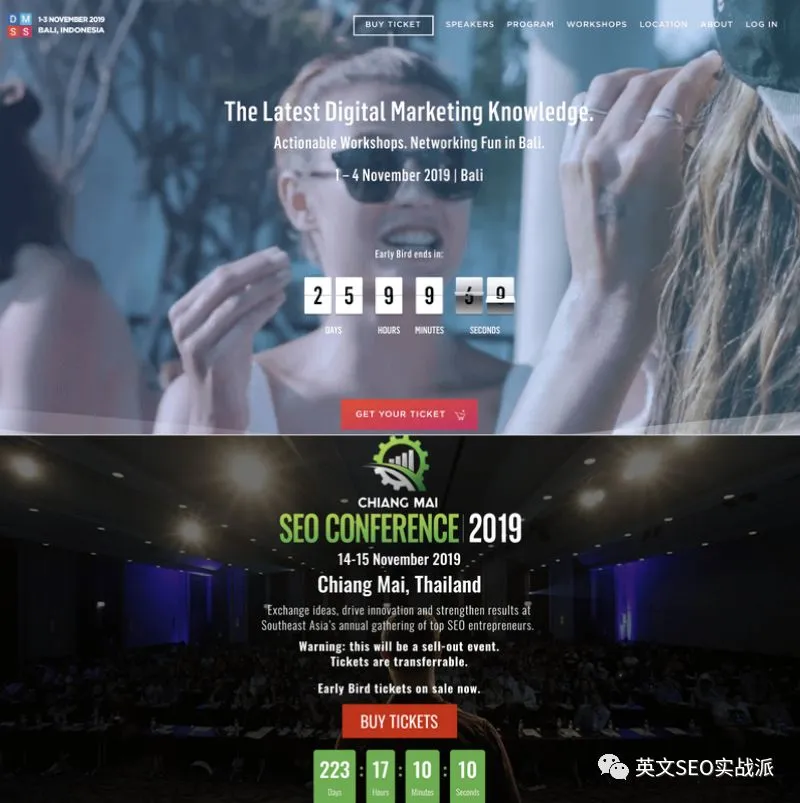 DM
SS
1-3 NOVEMBER 2019
BALI, INDONESIA
BUY TICKET
SPEAKERS
PROGRAM
WORKSHOPS
LOCATION
ABOUT
LOG IN
The Latest Digital Marketing Knowledge.
Actionable Workshops. Networking Fun in Bali.
1 – 4 November 2019 | Bali
Early Bird ends in:
25 9 9
DAYS HOURS MINUTES SECONDS
GET YOUR TICKET
CHIANG MAI
SEO CONFERENCE 2019
14-15 November 2019
Chiang Mai, Thailand
Exchange ideas, drive innovation and strengthen results at
Southeast Asia's annual gathering of top SEO entrepreneurs.
Warning: this will be a sell-out event.
Tickets are transferrable.
Early Bird tickets on sale now.
BUY TICKETS
223 : 17 : 10 : 10
Days Hours Minutes Seconds
英文SEO实战派